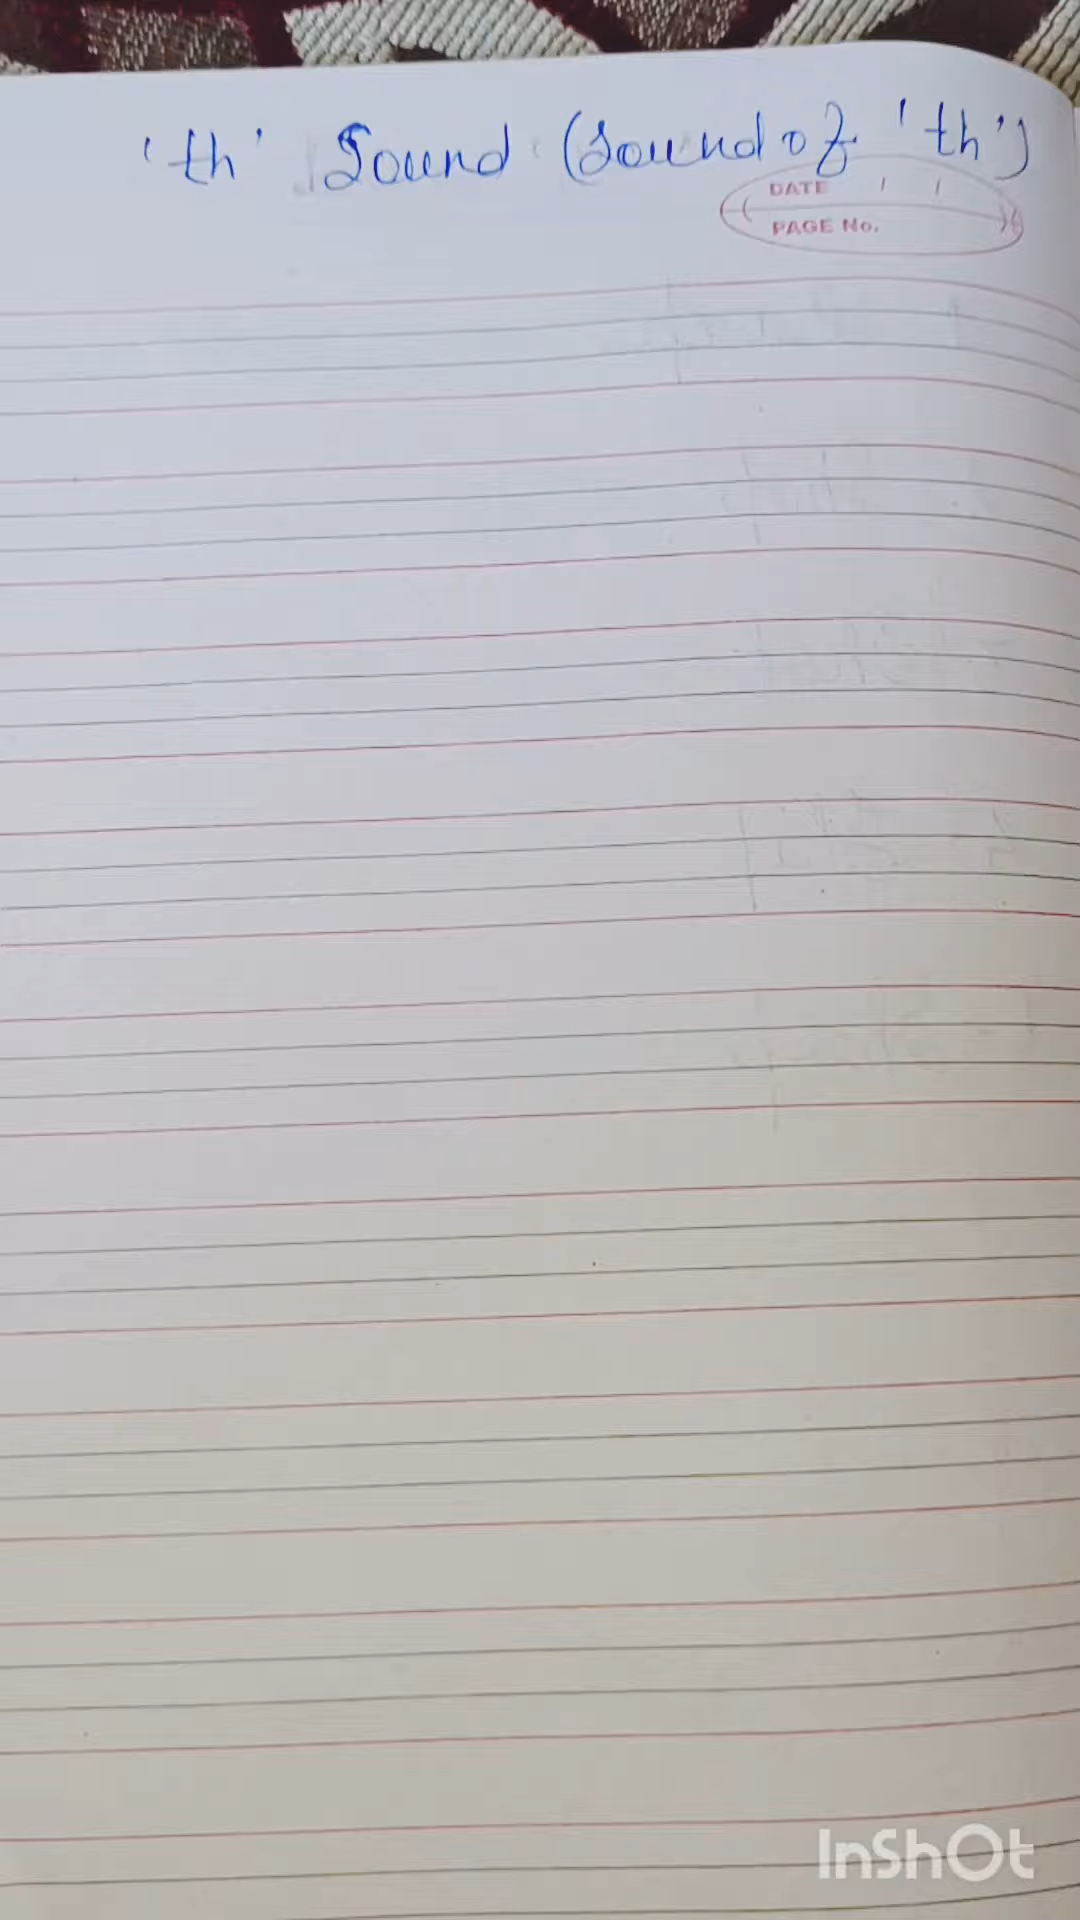 'th' Sound (Sound of 'th')
DATE / /
PAGE No.
InShOt